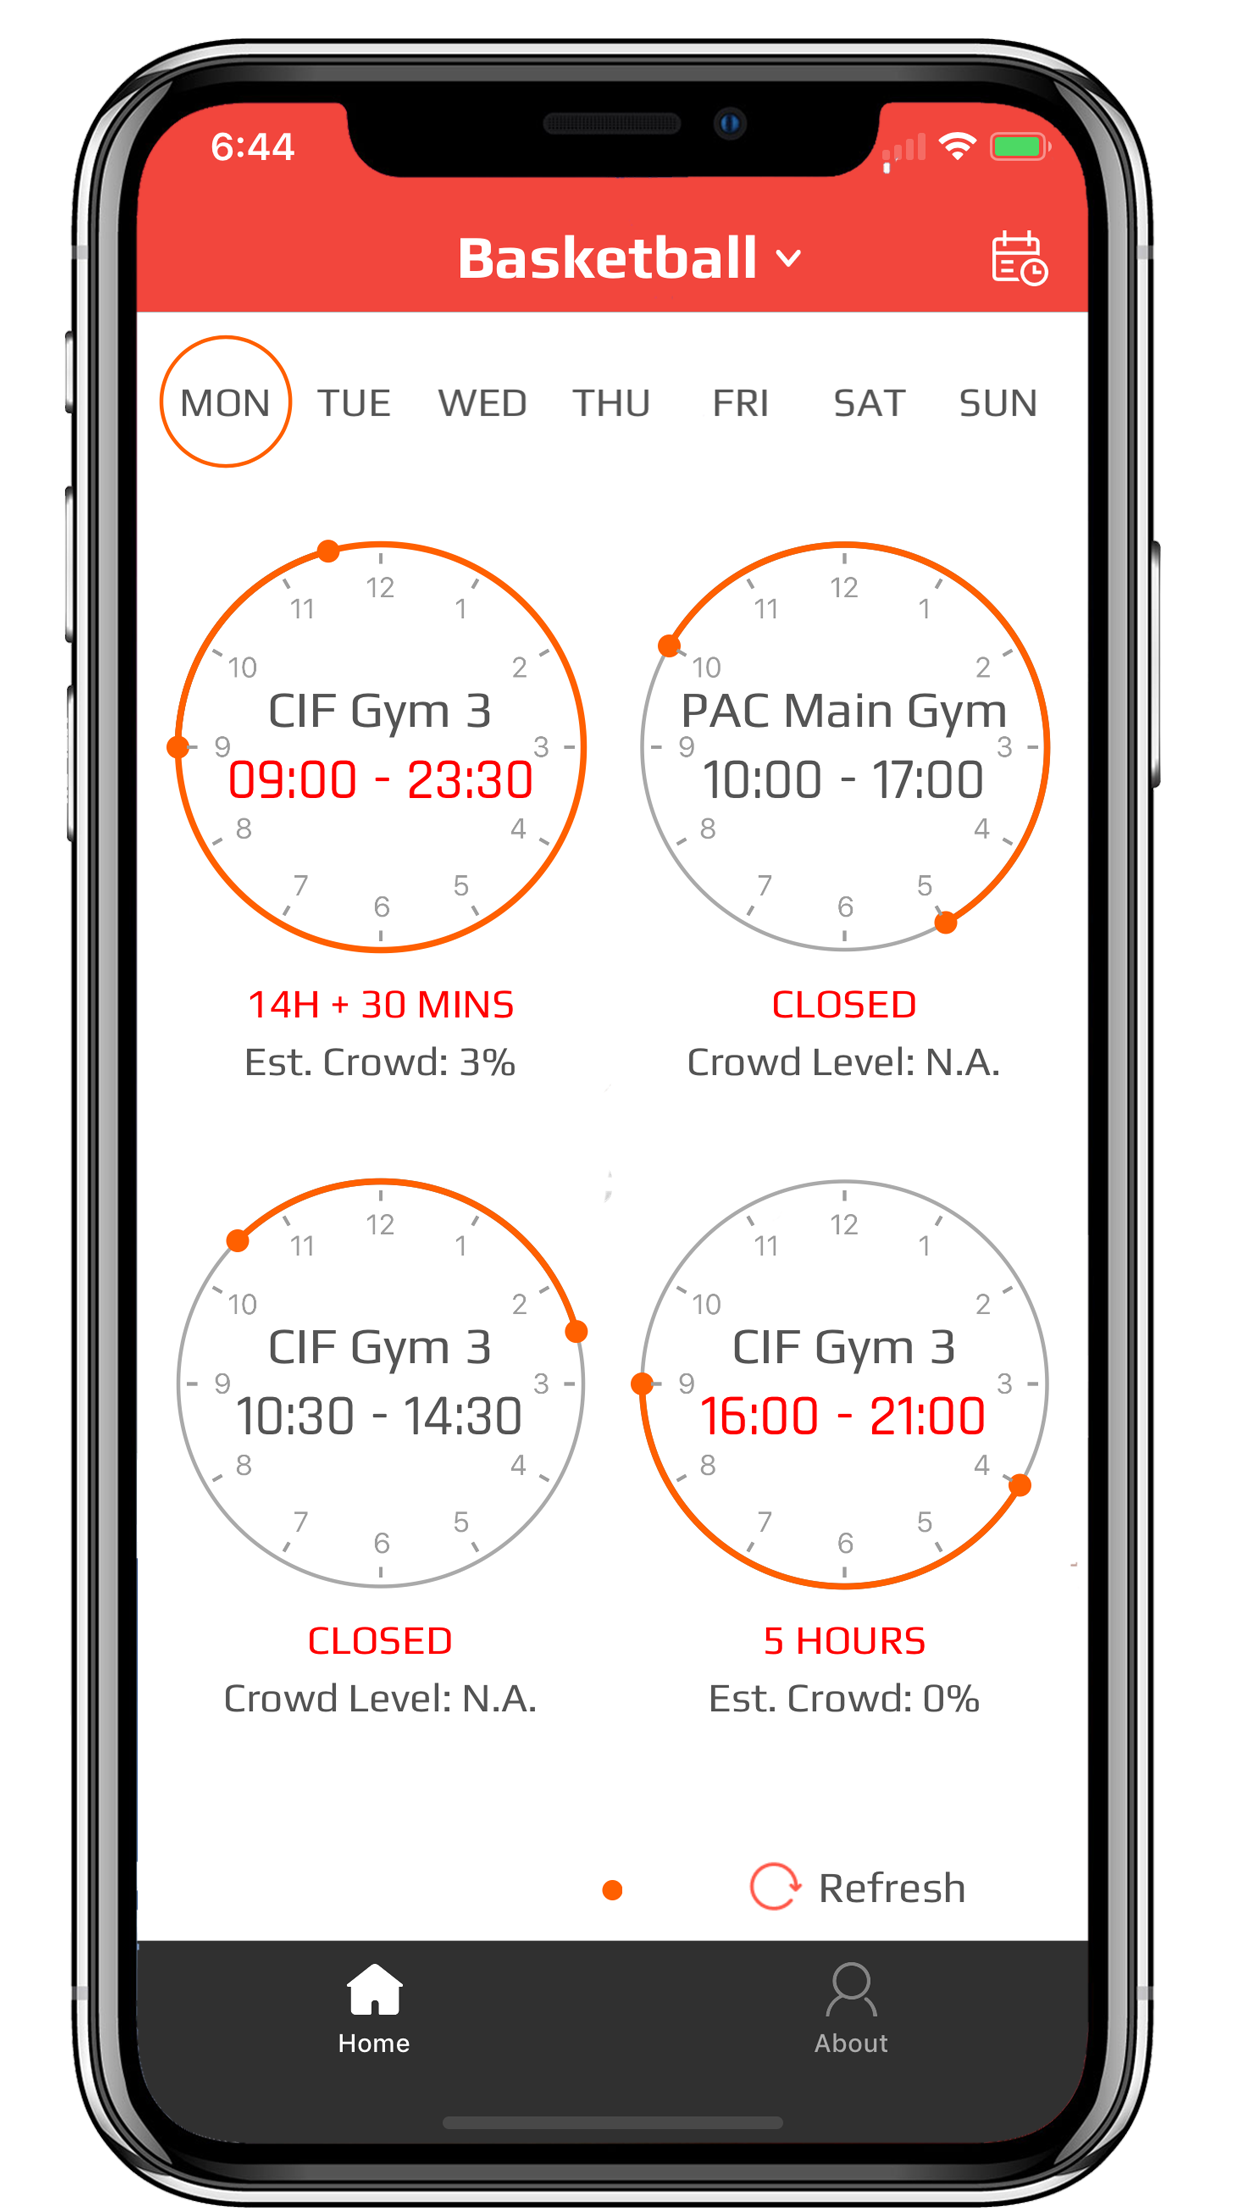 6:44
Basketball
MON TUE WED THU FRI SAT SUN
12
11 1
10 2
CIF Gym 3
9 3
09:00 - 23:30
8 4
7 5
6
14H + 30 MINS
Est. Crowd: 3%
12
11 1
10 2
PAC Main Gym
9 3
10:00 - 17:00
8 4
7 5
6
CLOSED
Crowd Level: N.A.
12
11 1
10 2
CIF Gym 3
9 3
10:30 - 14:30
8 4
7 5
6
CLOSED
Crowd Level: N.A.
12
11 1
10 2
CIF Gym 3
9 3
16:00 - 21:00
8 4
7 5
6
5 HOURS
Est. Crowd: 0%
Refresh
Home About